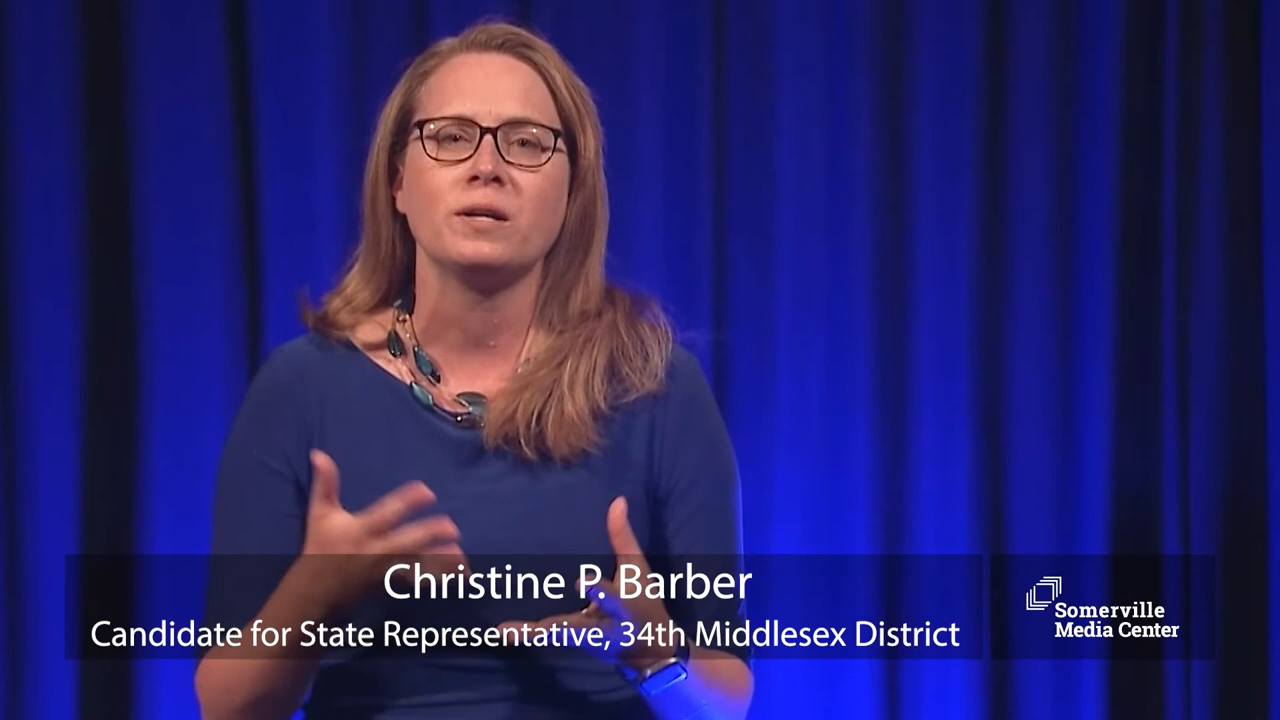 Christine P. Barber
Candidate for State Representative, 34th Middlesex District
Somerville
Media Center